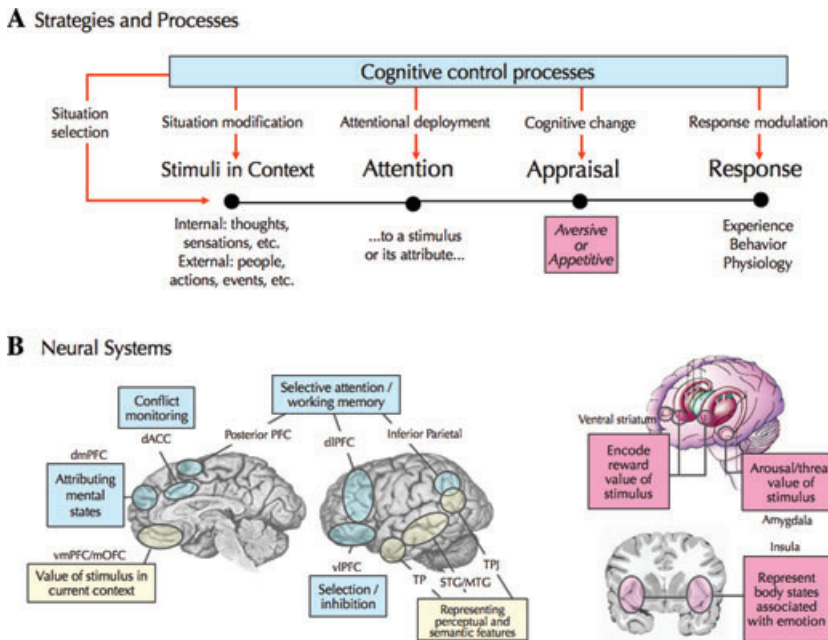 A Strategies and Processes
Cognitive control processes
Situation
selection
Situation modification
Attentional deployment
Cognitive change
Response modulation
Stimuli in Context
Attention
Appraisal
Response
Internal: thoughts,
sensations, etc.
External: people,
actions, events, etc.
...to a stimulus
or its attribute...
Aversive
or
Appetitive
Experience
Behavior
Physiology
B Neural Systems
Conflict
monitoring
dACC
Posterior PFC
Selective attention /
working memory
dlPFC
Inferior Parietal
dmPFC
Attributing
mental
states
vmPFC/mOFC
Value of stimulus in
current context
vlPFC
Selection /
inhibition
TP
STG/MTG
TPJ
Representing
perceptual and
semantic features
Ventral striatum
Encode
reward
value of
stimulus
Arousal/threat
value of
stimulus
Amygdala
Insula
Represent
body states
associated
with emotion